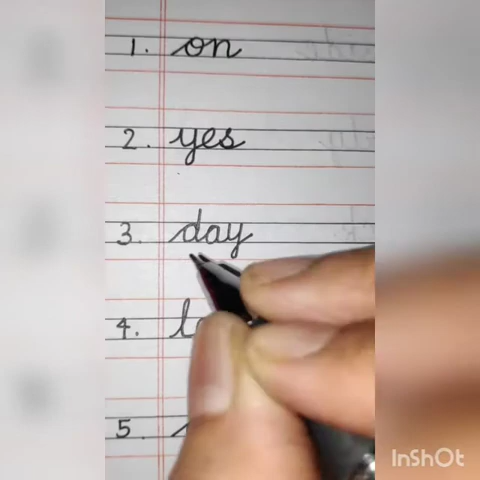 1. on
2. yes
3. day
4.
5.
InShOt